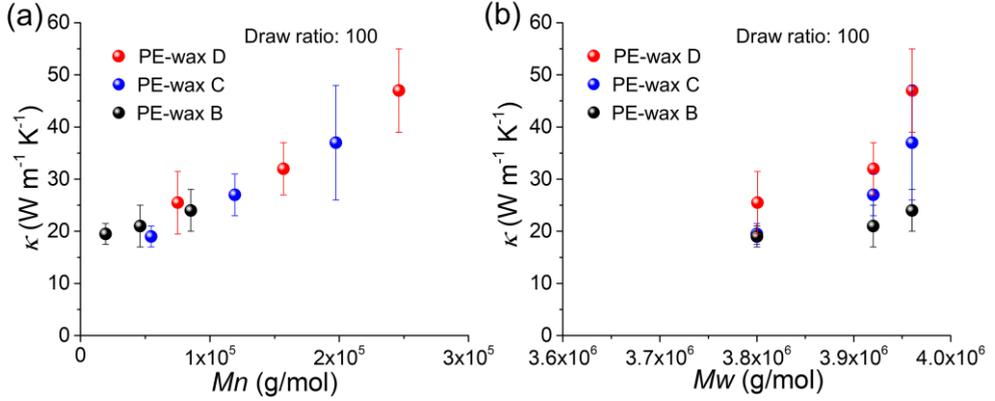 (a)
60
50
40
30
20
10
0
κ (W m⁻¹ K⁻¹)
Draw ratio: 100
PE-wax D
PE-wax C
PE-wax B
0 1x10⁵ 2x10⁵ 3x10⁵
Mn (g/mol)
(b)
60
50
40
30
20
10
0
κ (W m⁻¹ K⁻¹)
Draw ratio: 100
PE-wax D
PE-wax C
PE-wax B
3.6x10⁶ 3.7x10⁶ 3.8x10⁶ 3.9x10⁶ 4.0x10⁶
Mw (g/mol)